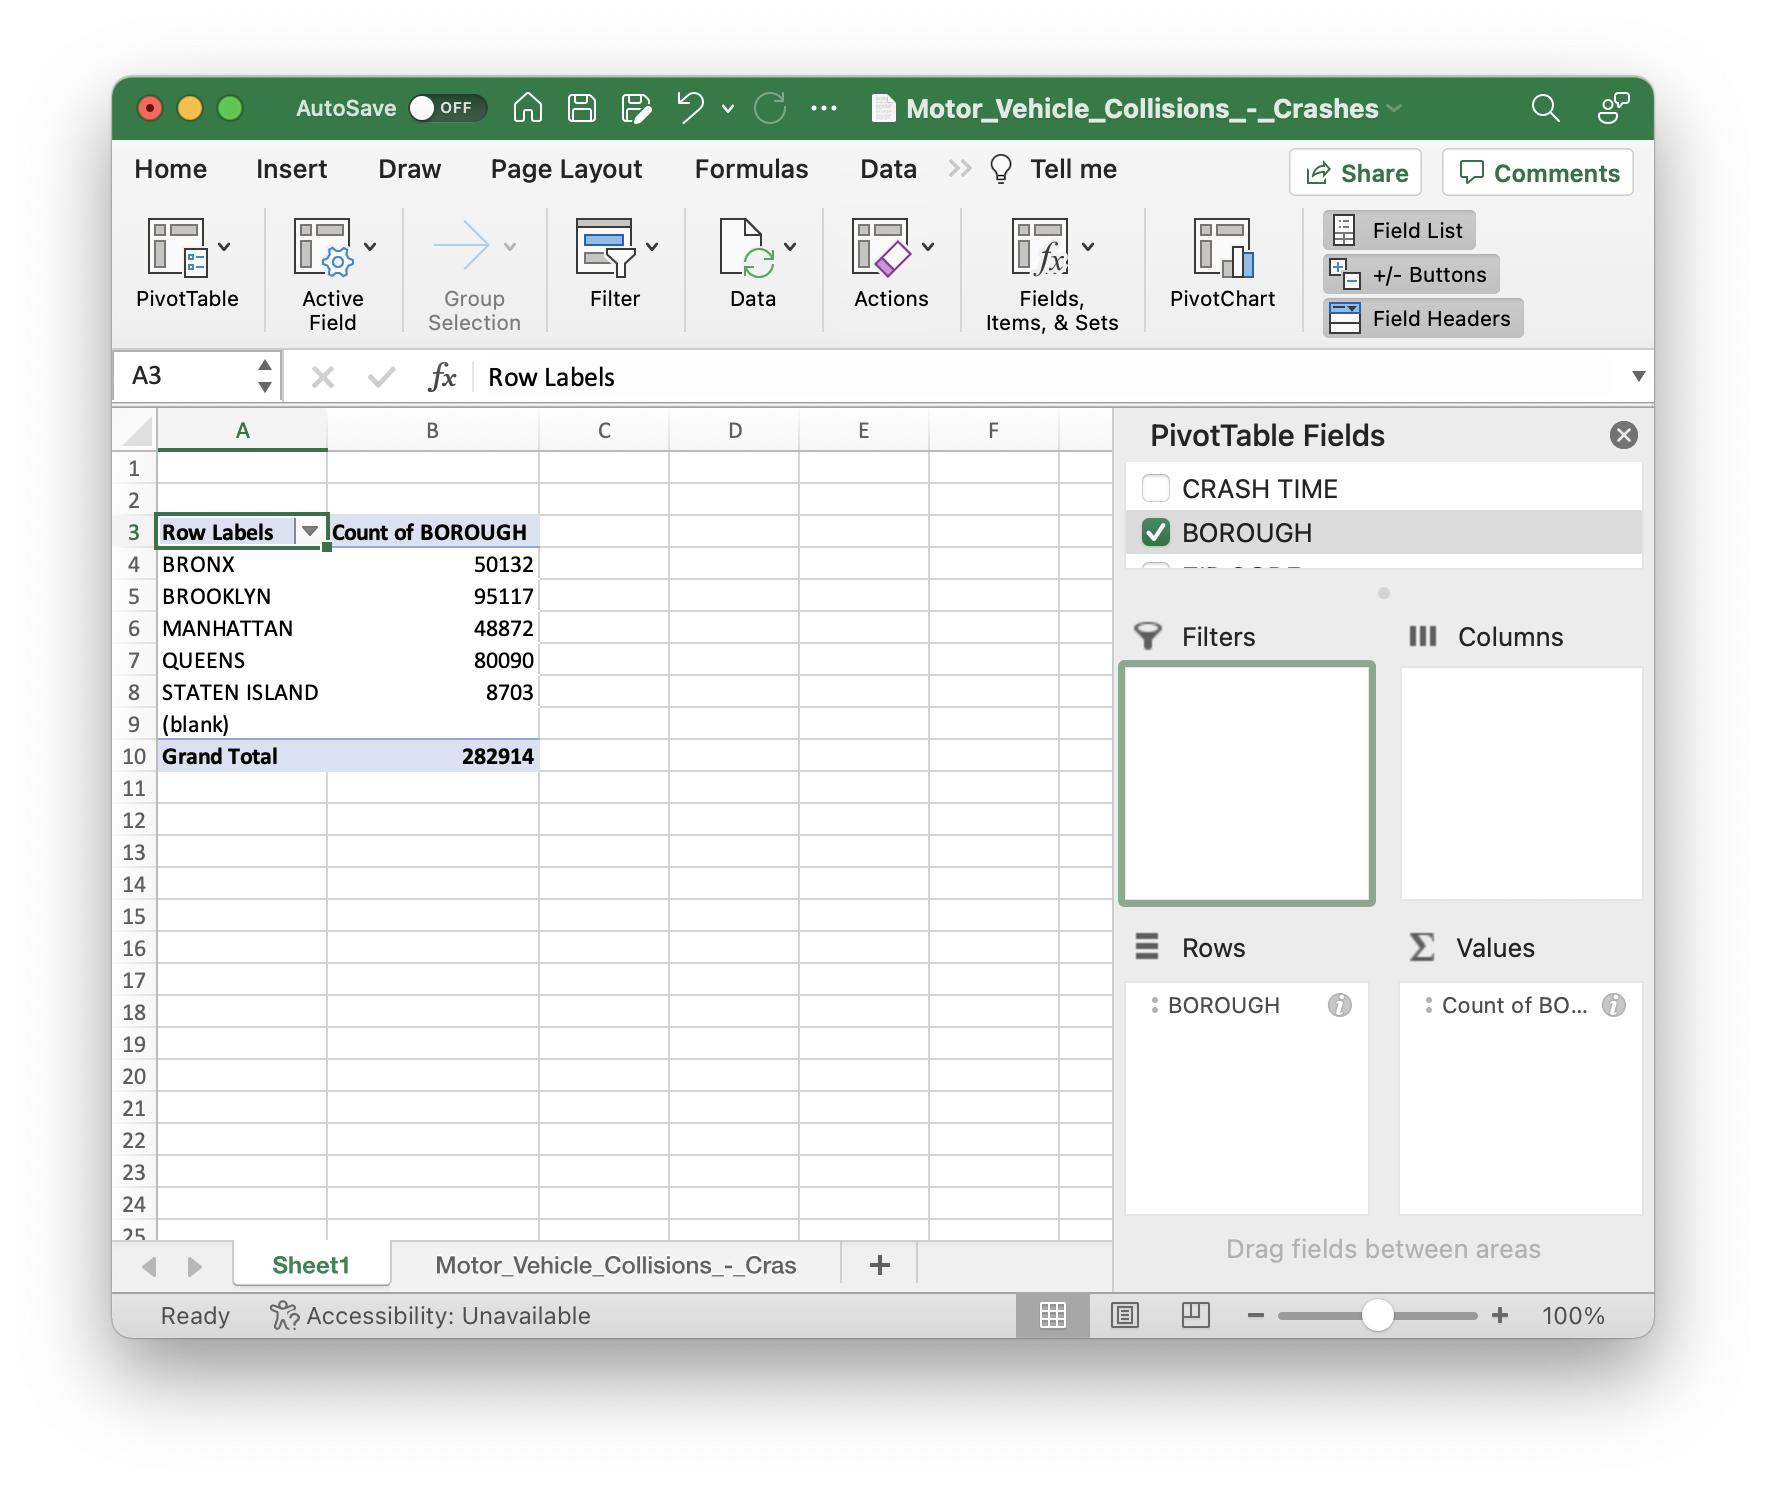 AutoSave OFF Motor_Vehicle_Collisions_-_Crashes
Home Insert Draw Page Layout Formulas Data Tell me Share Comments
PivotTable
Active
Field
Group
Selection
Filter
Data
Actions
Fields,
Items, & Sets
PivotChart
Field List
+/- Buttons
Field Headers
A3 fx Row Labels
A B C D E F
1
2
3 Row Labels Count of BOROUGH
4 BRONX 50132
5 BROOKLYN 95117
6 MANHATTAN 48872
7 QUEENS 80090
8 STATEN ISLAND 8703
9 (blank)
10 Grand Total 282914
11
12
13
14
15
16
17
18
19
20
21
22
23
24
25
PivotTable Fields
CRASH TIME
BOROUGH
Filters Columns
Rows Values
BOROUGH Count of BO...
Drag fields between areas
Sheet1 Motor_Vehicle_Collisions_-_Cras
Ready Accessibility: Unavailable 100%